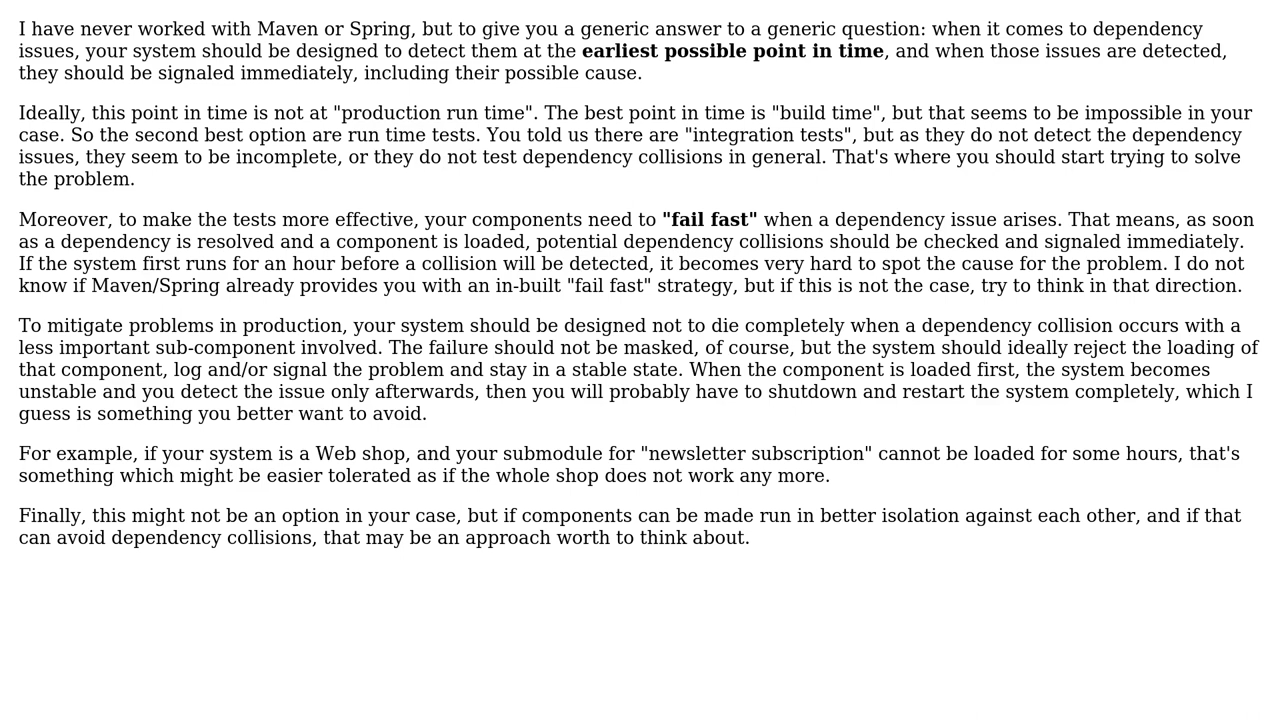 I have never worked with Maven or Spring, but to give you a generic answer to a generic question: when it comes to dependency
issues, your system should be designed to detect them at the earliest possible point in time, and when those issues are detected,
they should be signaled immediately, including their possible cause.
Ideally, this point in time is not at "production run time". The best point in time is "build time", but that seems to be impossible in your
case. So the second best option are run time tests. You told us there are "integration tests", but as they do not detect the dependency
issues, they seem to be incomplete, or they do not test dependency collisions in general. That's where you should start trying to solve
the problem.
Moreover, to make the tests more effective, your components need to "fail fast" when a dependency issue arises. That means, as soon
as a dependency is resolved and a component is loaded, potential dependency collisions should be checked and signaled immediately.
If the system first runs for an hour before a collision will be detected, it becomes very hard to spot the cause for the problem. I do not
know if Maven/Spring already provides you with an in-built "fail fast" strategy, but if this is not the case, try to think in that direction.
To mitigate problems in production, your system should be designed not to die completely when a dependency collision occurs with a
less important sub-component involved. The failure should not be masked, of course, but the system should ideally reject the loading of
that component, log and/or signal the problem and stay in a stable state. When the component is loaded first, the system becomes
unstable and you detect the issue only afterwards, then you will probably have to shutdown and restart the system completely, which I
guess is something you better want to avoid.
For example, if your system is a Web shop, and your submodule for "newsletter subscription" cannot be loaded for some hours, that's
something which might be easier tolerated as if the whole shop does not work any more.
Finally, this might not be an option in your case, but if components can be made run in better isolation against each other, and if that
can avoid dependency collisions, that may be an approach worth to think about.